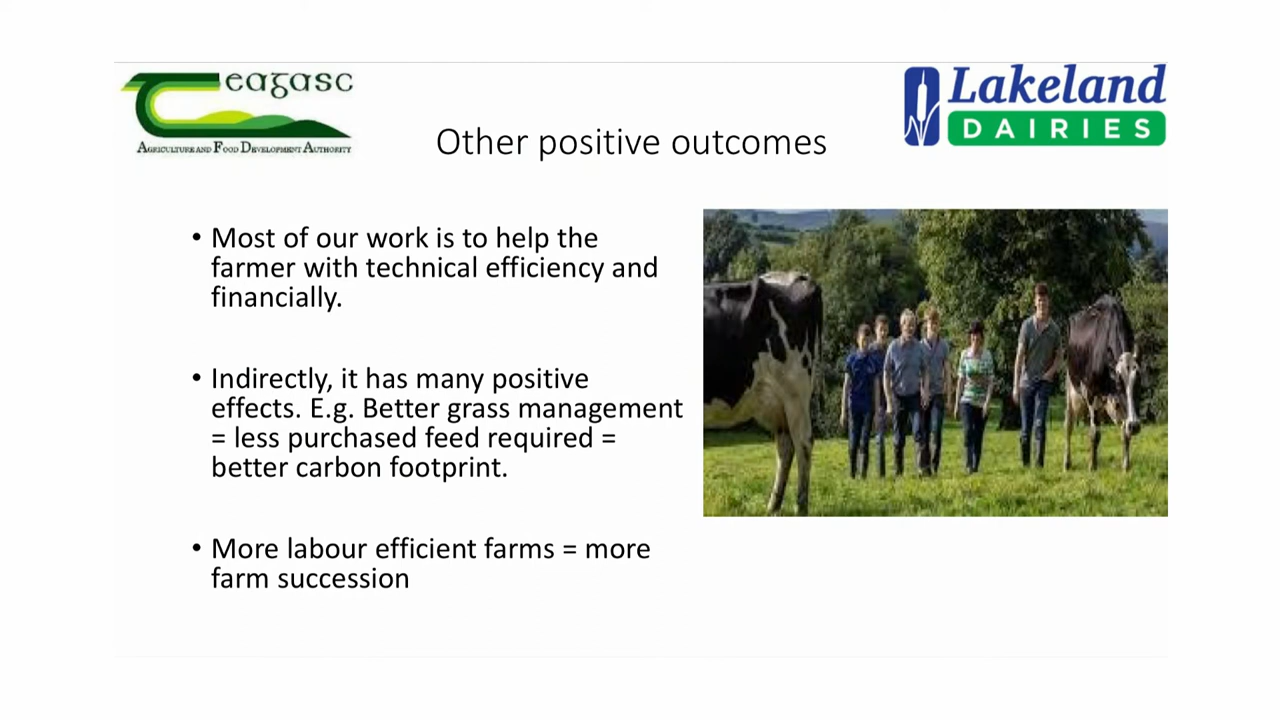 eagasc
AGRICULTURE AND FOOD DEVELOPMENT AUTHORITY
Lakeland
DAIRIES
Other positive outcomes
• Most of our work is to help the
farmer with technical efficiency and
financially.
• Indirectly, it has many positive
effects. E.g. Better grass management
= less purchased feed required =
better carbon footprint.
• More labour efficient farms = more
farm succession